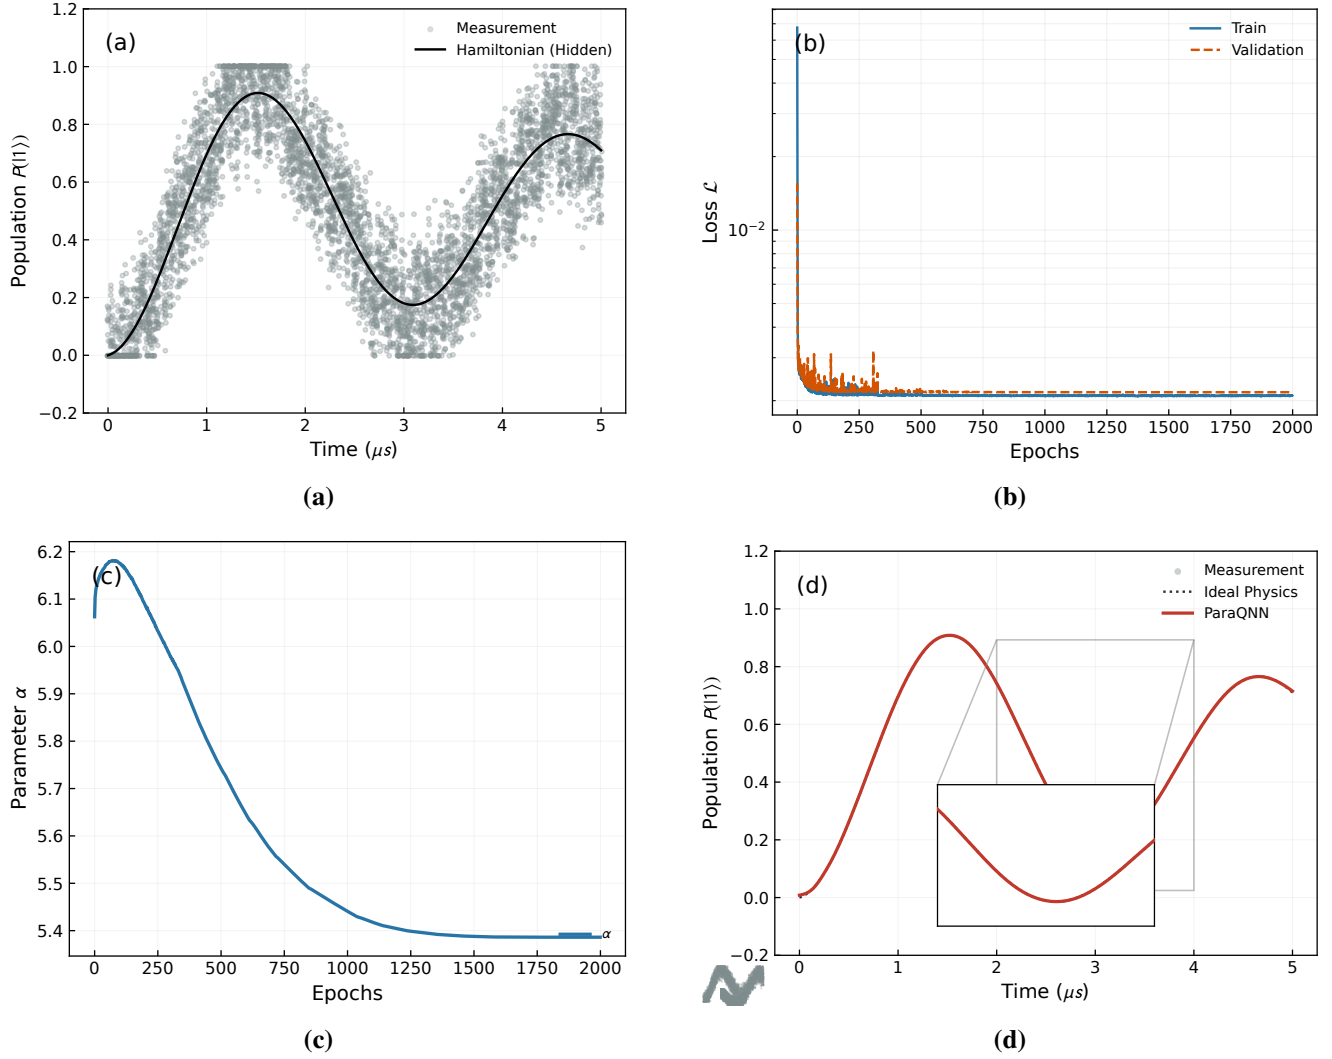 (a)
Measurement
Hamiltonian (Hidden)
1.2
1.0
0.8
0.6
0.4
0.2
0.0
−0.2
Population P(|1⟩)
0
1
2
3
4
5
Time (μs)
(a)
(b)
Train
Validation
10⁻²
Loss ℒ
0
250
500
750
1000
1250
1500
1750
2000
Epochs
(b)
(c)
6.2
6.1
6.0
5.9
5.8
5.7
5.6
5.5
5.4
Parameter α
α
0
250
500
750
1000
1250
1500
1750
2000
Epochs
(c)
(d)
Measurement
Ideal Physics
ParaQNN
1.2
1.0
0.8
0.6
0.4
0.2
0.0
−0.2
Population P(|1⟩)
0
1
2
3
4
5
Time (μs)
(d)